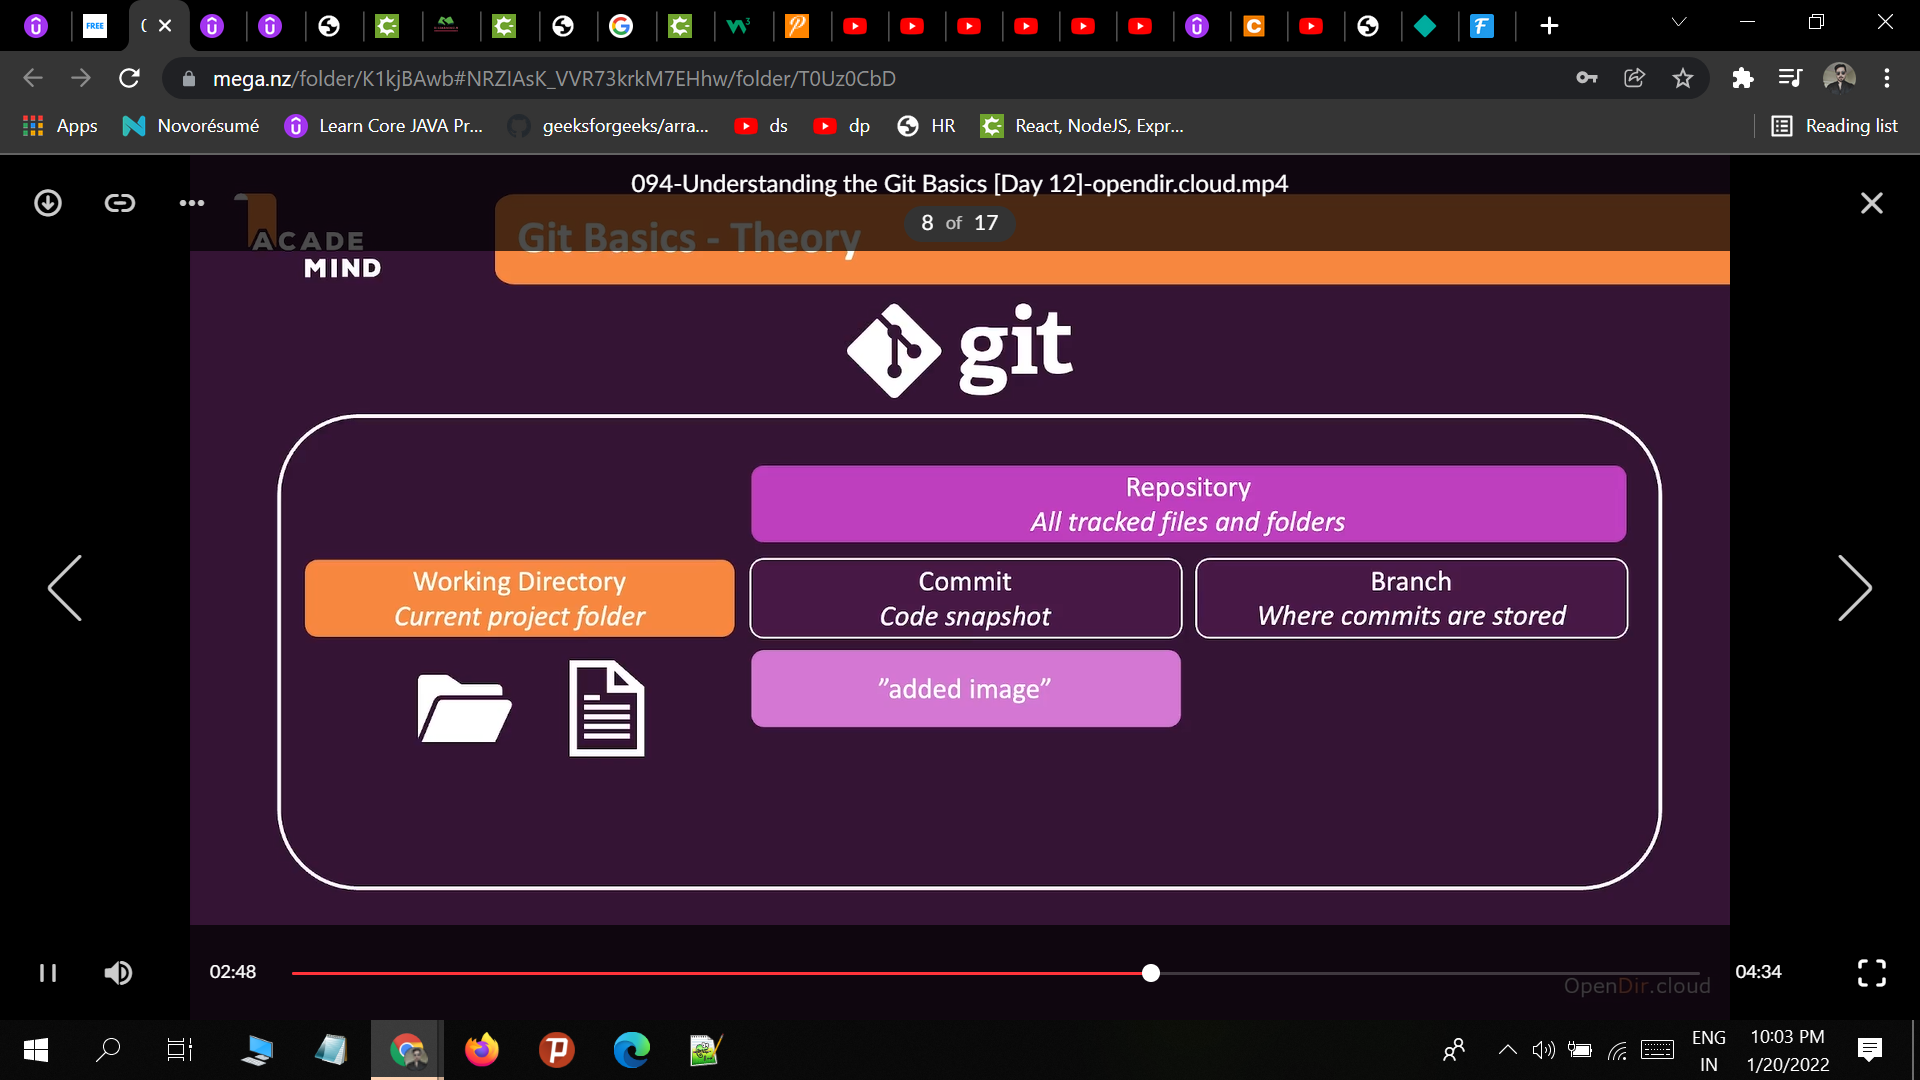 FREE
(
mega.nz/folder/K1kjBAwb#NRZIAsK_VVR73krkM7EHhw/folder/T0Uz0CbD
Apps
Novorésumé
Learn Core JAVA Pr...
geeksforgeeks/arra...
ds
dp
HR
React, NodeJS, Expr...
Reading list
094-Understanding the Git Basics [Day 12]-opendir.cloud.mp4
8 of 17
ACADE
MIND
Git Basics - Theory
git
Repository
All tracked files and folders
Working Directory
Current project folder
Commit
Code snapshot
Branch
Where commits are stored
”added image”
02:48
04:34
OpenDir.cloud
ENG
IN
10:03 PM
1/20/2022